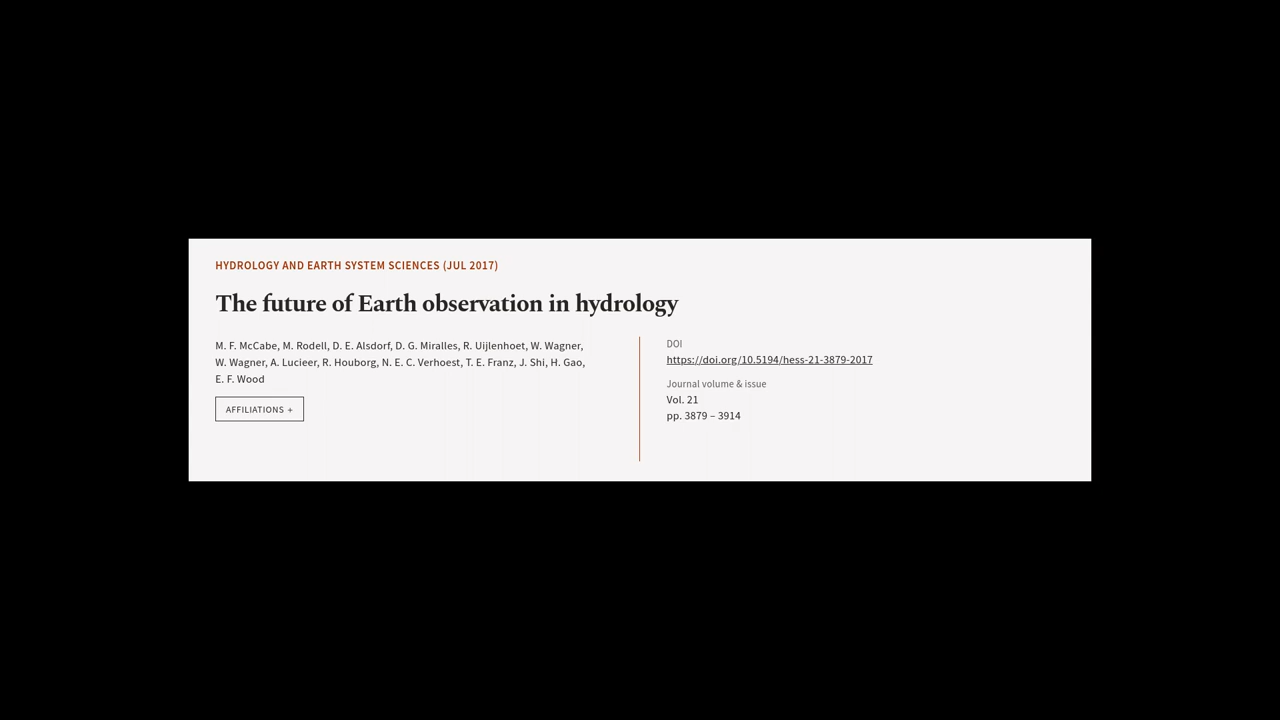 HYDROLOGY AND EARTH SYSTEM SCIENCES (JUL 2017)
The future of Earth observation in hydrology
M. F. McCabe, M. Rodell, D. E. Alsdorf, D. G. Miralles, R. Uijlenhoet, W. Wagner,
W. Wagner, A. Lucieer, R. Houborg, N. E. C. Verhoest, T. E. Franz, J. Shi, H. Gao,
E. F. Wood
AFFILIATIONS +
DOI
https://doi.org/10.5194/hess-21-3879-2017
Journal volume & issue
Vol. 21
pp. 3879 – 3914